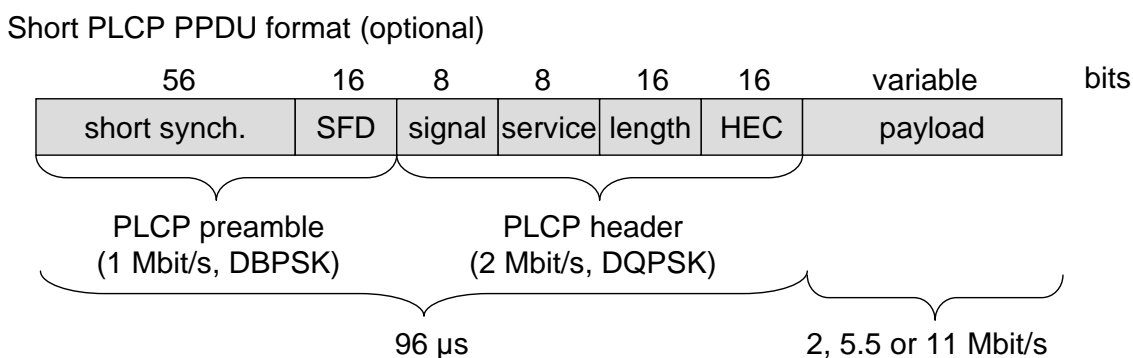 Short PLCP PPDU format (optional)
56 16 8 8 16 16 variable bits
short synch. SFD signal service length HEC payload
PLCP preamble PLCP header
(1 Mbit/s, DBPSK) (2 Mbit/s, DQPSK)
96 µs 2, 5.5 or 11 Mbit/s